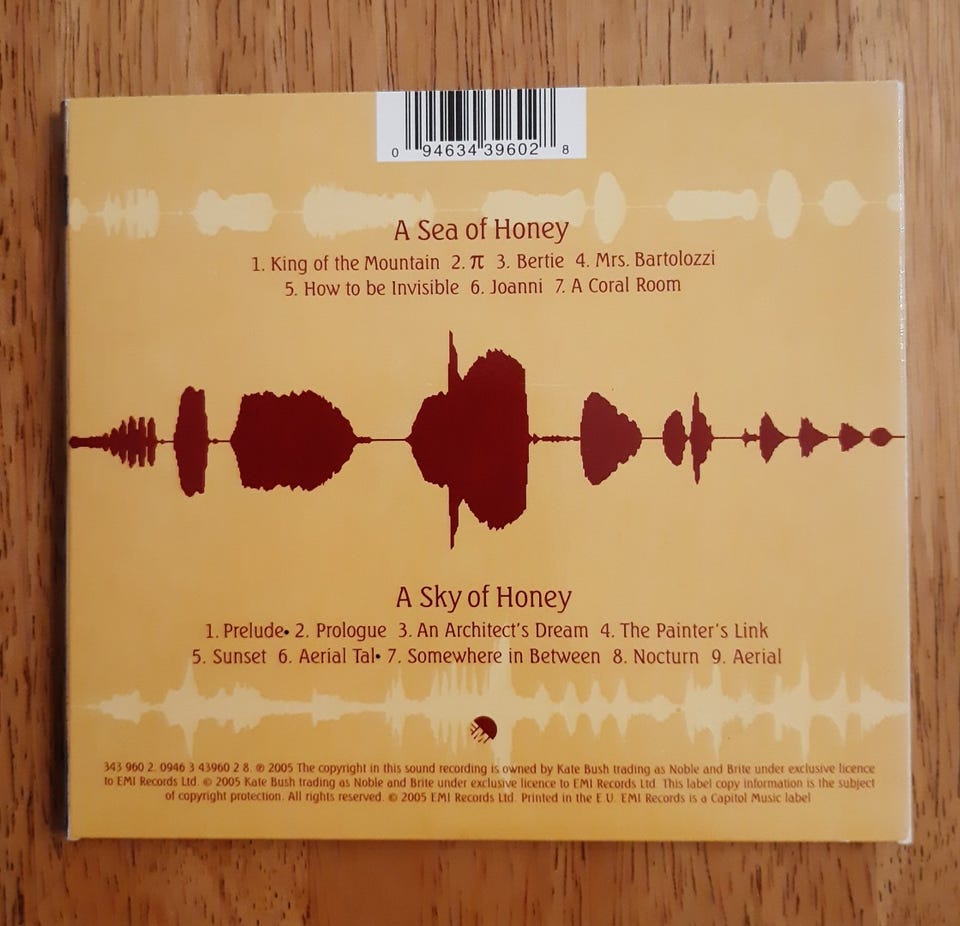 0 94634 39602 8
A Sea of Honey
1. King of the Mountain 2. π 3. Bertie 4. Mrs. Bartolozzi
5. How to be Invisible 6. Joanni 7. A Coral Room
A Sky of Honey
1. Prelude• 2. Prologue 3. An Architect's Dream 4. The Painter's Link
5. Sunset 6. Aerial Tal• 7. Somewhere in Between 8. Nocturn 9. Aerial
EMI
343 960 2. 0946 3 43960 2 8. ℗ 2005 The copyright in this sound recording is owned by Kate Bush trading as Noble and Brite under exclusive licence
to EMI Records Ltd. © 2005 Kate Bush trading as Noble and Brite under exclusive licence to EMI Records Ltd. This label copy information is the subject
of copyright protection. All rights reserved. © 2005 EMI Records Ltd. Printed in the E.U. EMI Records is a Capitol Music label